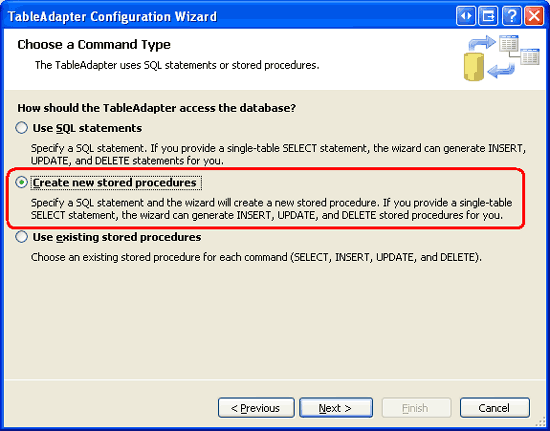 TableAdapter Configuration Wizard
Choose a Command Type
The TableAdapter uses SQL statements or stored procedures.
How should the TableAdapter access the database?
Use SQL statements
Specify a SQL statement. If you provide a single-table SELECT statement, the wizard can generate INSERT,
UPDATE, and DELETE statements for you.
Create new stored procedures
Specify a SQL statement and the wizard will create a new stored procedure. If you provide a single-table
SELECT statement, the wizard can generate INSERT, UPDATE, and DELETE stored procedures for you.
Use existing stored procedures
Choose an existing stored procedure for each command (SELECT, INSERT, UPDATE, and DELETE).
< Previous Next > Finish Cancel